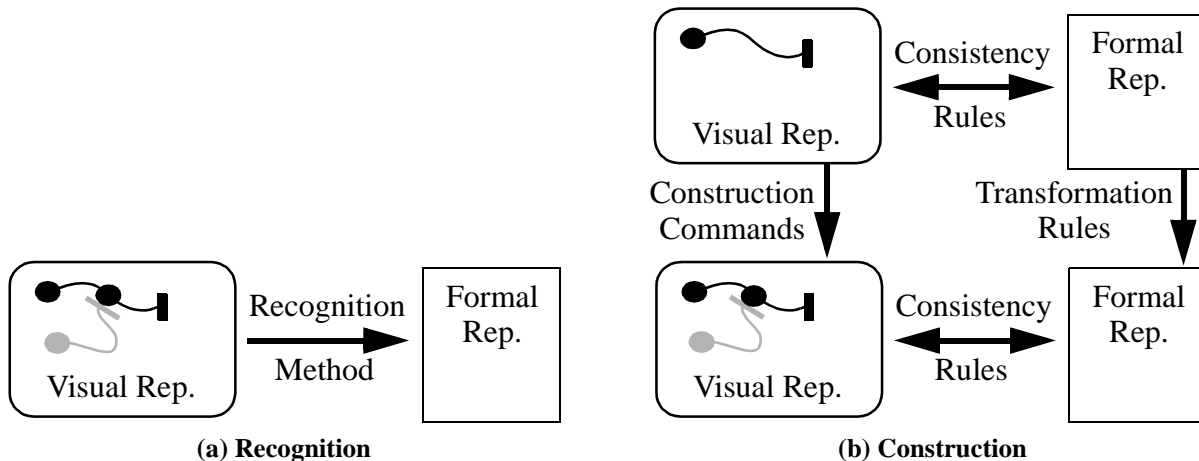 Visual Rep.
Recognition
Method
Formal
Rep.
(a) Recognition
Visual Rep.
Consistency
Rules
Formal
Rep.
Construction
Commands
Transformation
Rules
Visual Rep.
Consistency
Rules
Formal
Rep.
(b) Construction